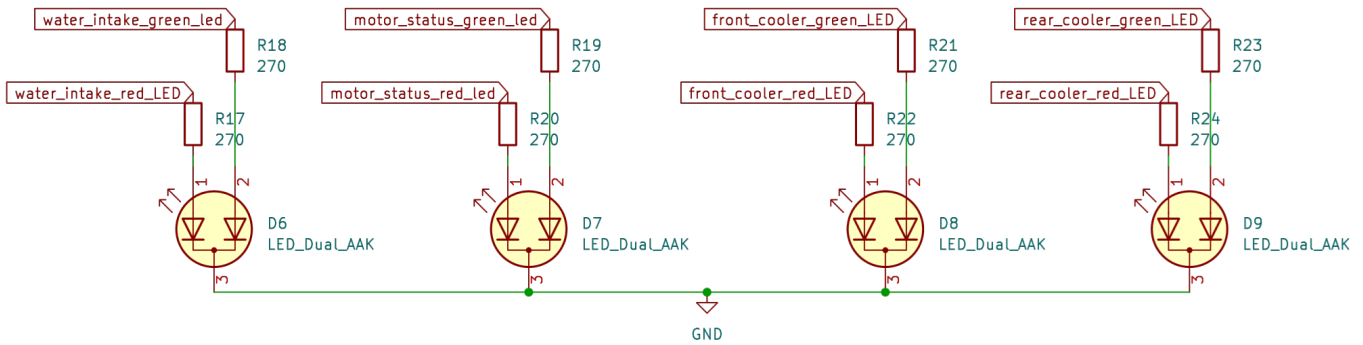 water_intake_green_led
motor_status_green_led
front_cooler_green_LED
rear_cooler_green_LED
R18
270
R19
270
R21
270
R23
270
water_intake_red_LED
motor_status_red_led
front_cooler_red_LED
rear_cooler_red_LED
R17
270
R20
270
R22
270
R24
270
1
2
1
2
1
2
1
2
D6
LED_Dual_AAK
D7
LED_Dual_AAK
D8
LED_Dual_AAK
D9
LED_Dual_AAK
3
3
3
3
GND